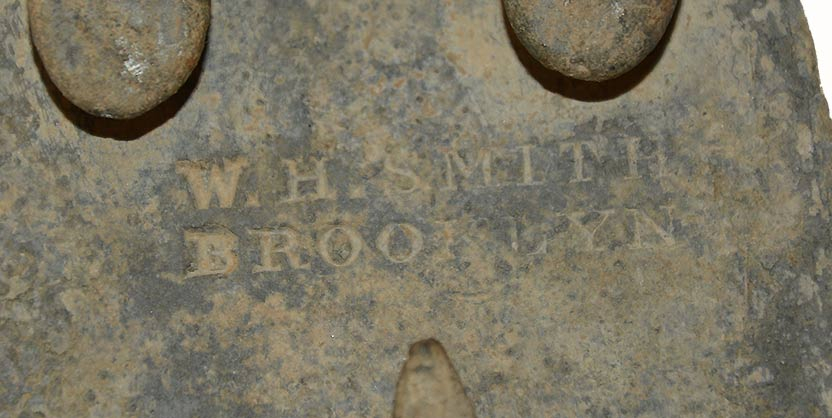 W. H. SMITH
BROOKLYN